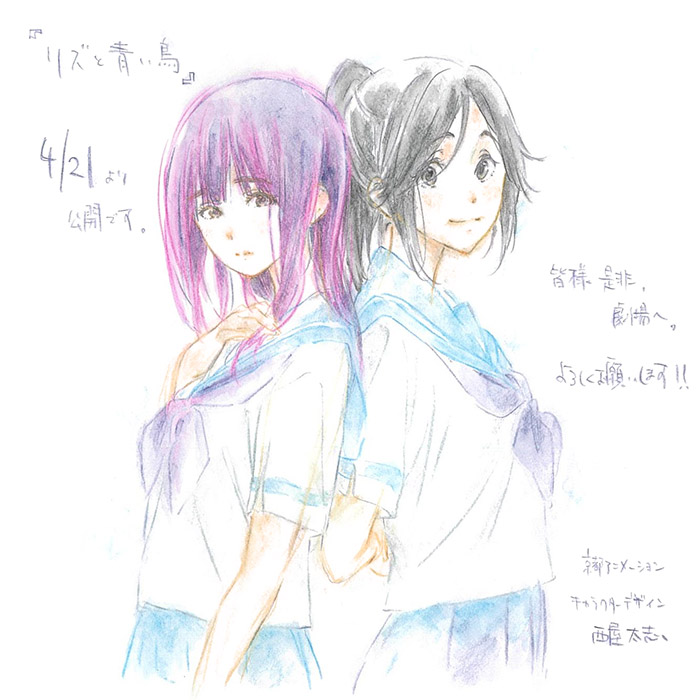 『リズと青い鳥』
4/21より
公開です。
皆様 是非、
劇場へ。
よろしくお願いします!!
京都アニメーション
キャラクターデザイン
西屋太志